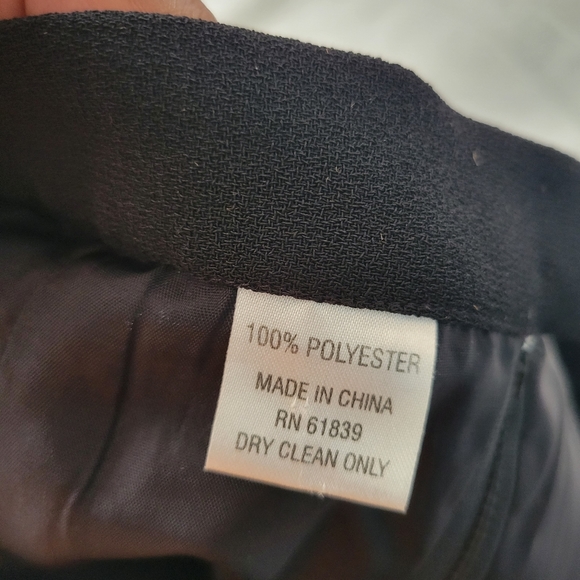 100% POLYESTER
MADE IN CHINA
RN 61839
DRY CLEAN ONLY